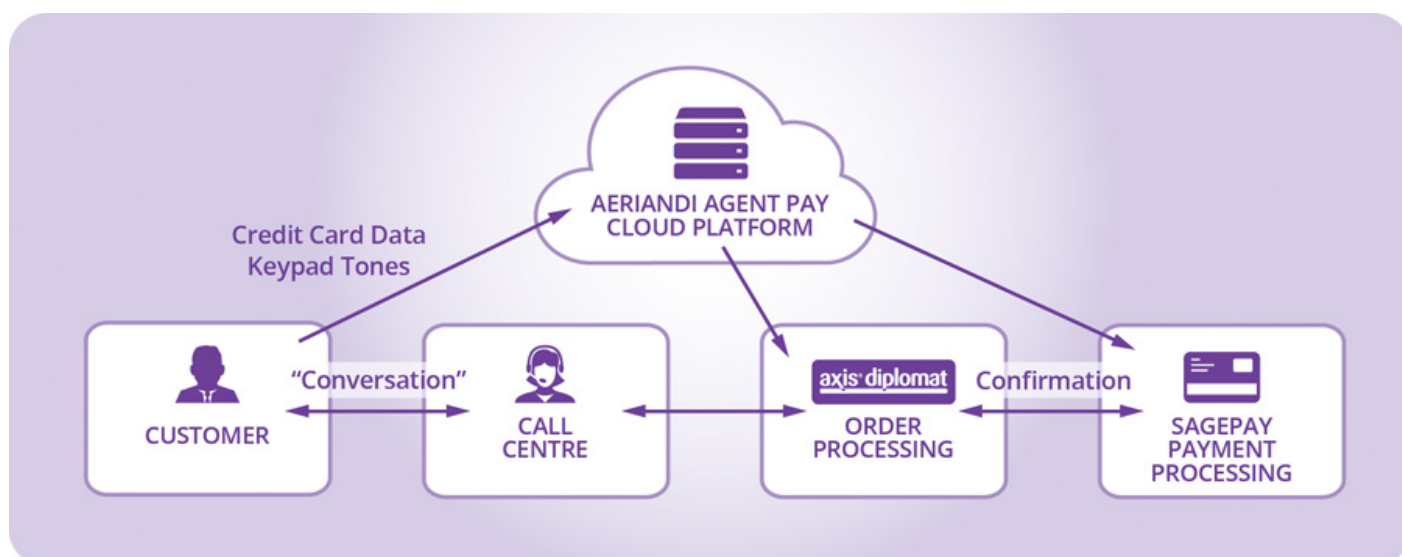 AERIANDI AGENT PAY
CLOUD PLATFORM
Credit Card Data
Keypad Tones
“Conversation”
CUSTOMER
CALL
CENTRE
axis diplomat
ORDER
PROCESSING
Confirmation
SAGEPAY
PAYMENT
PROCESSING